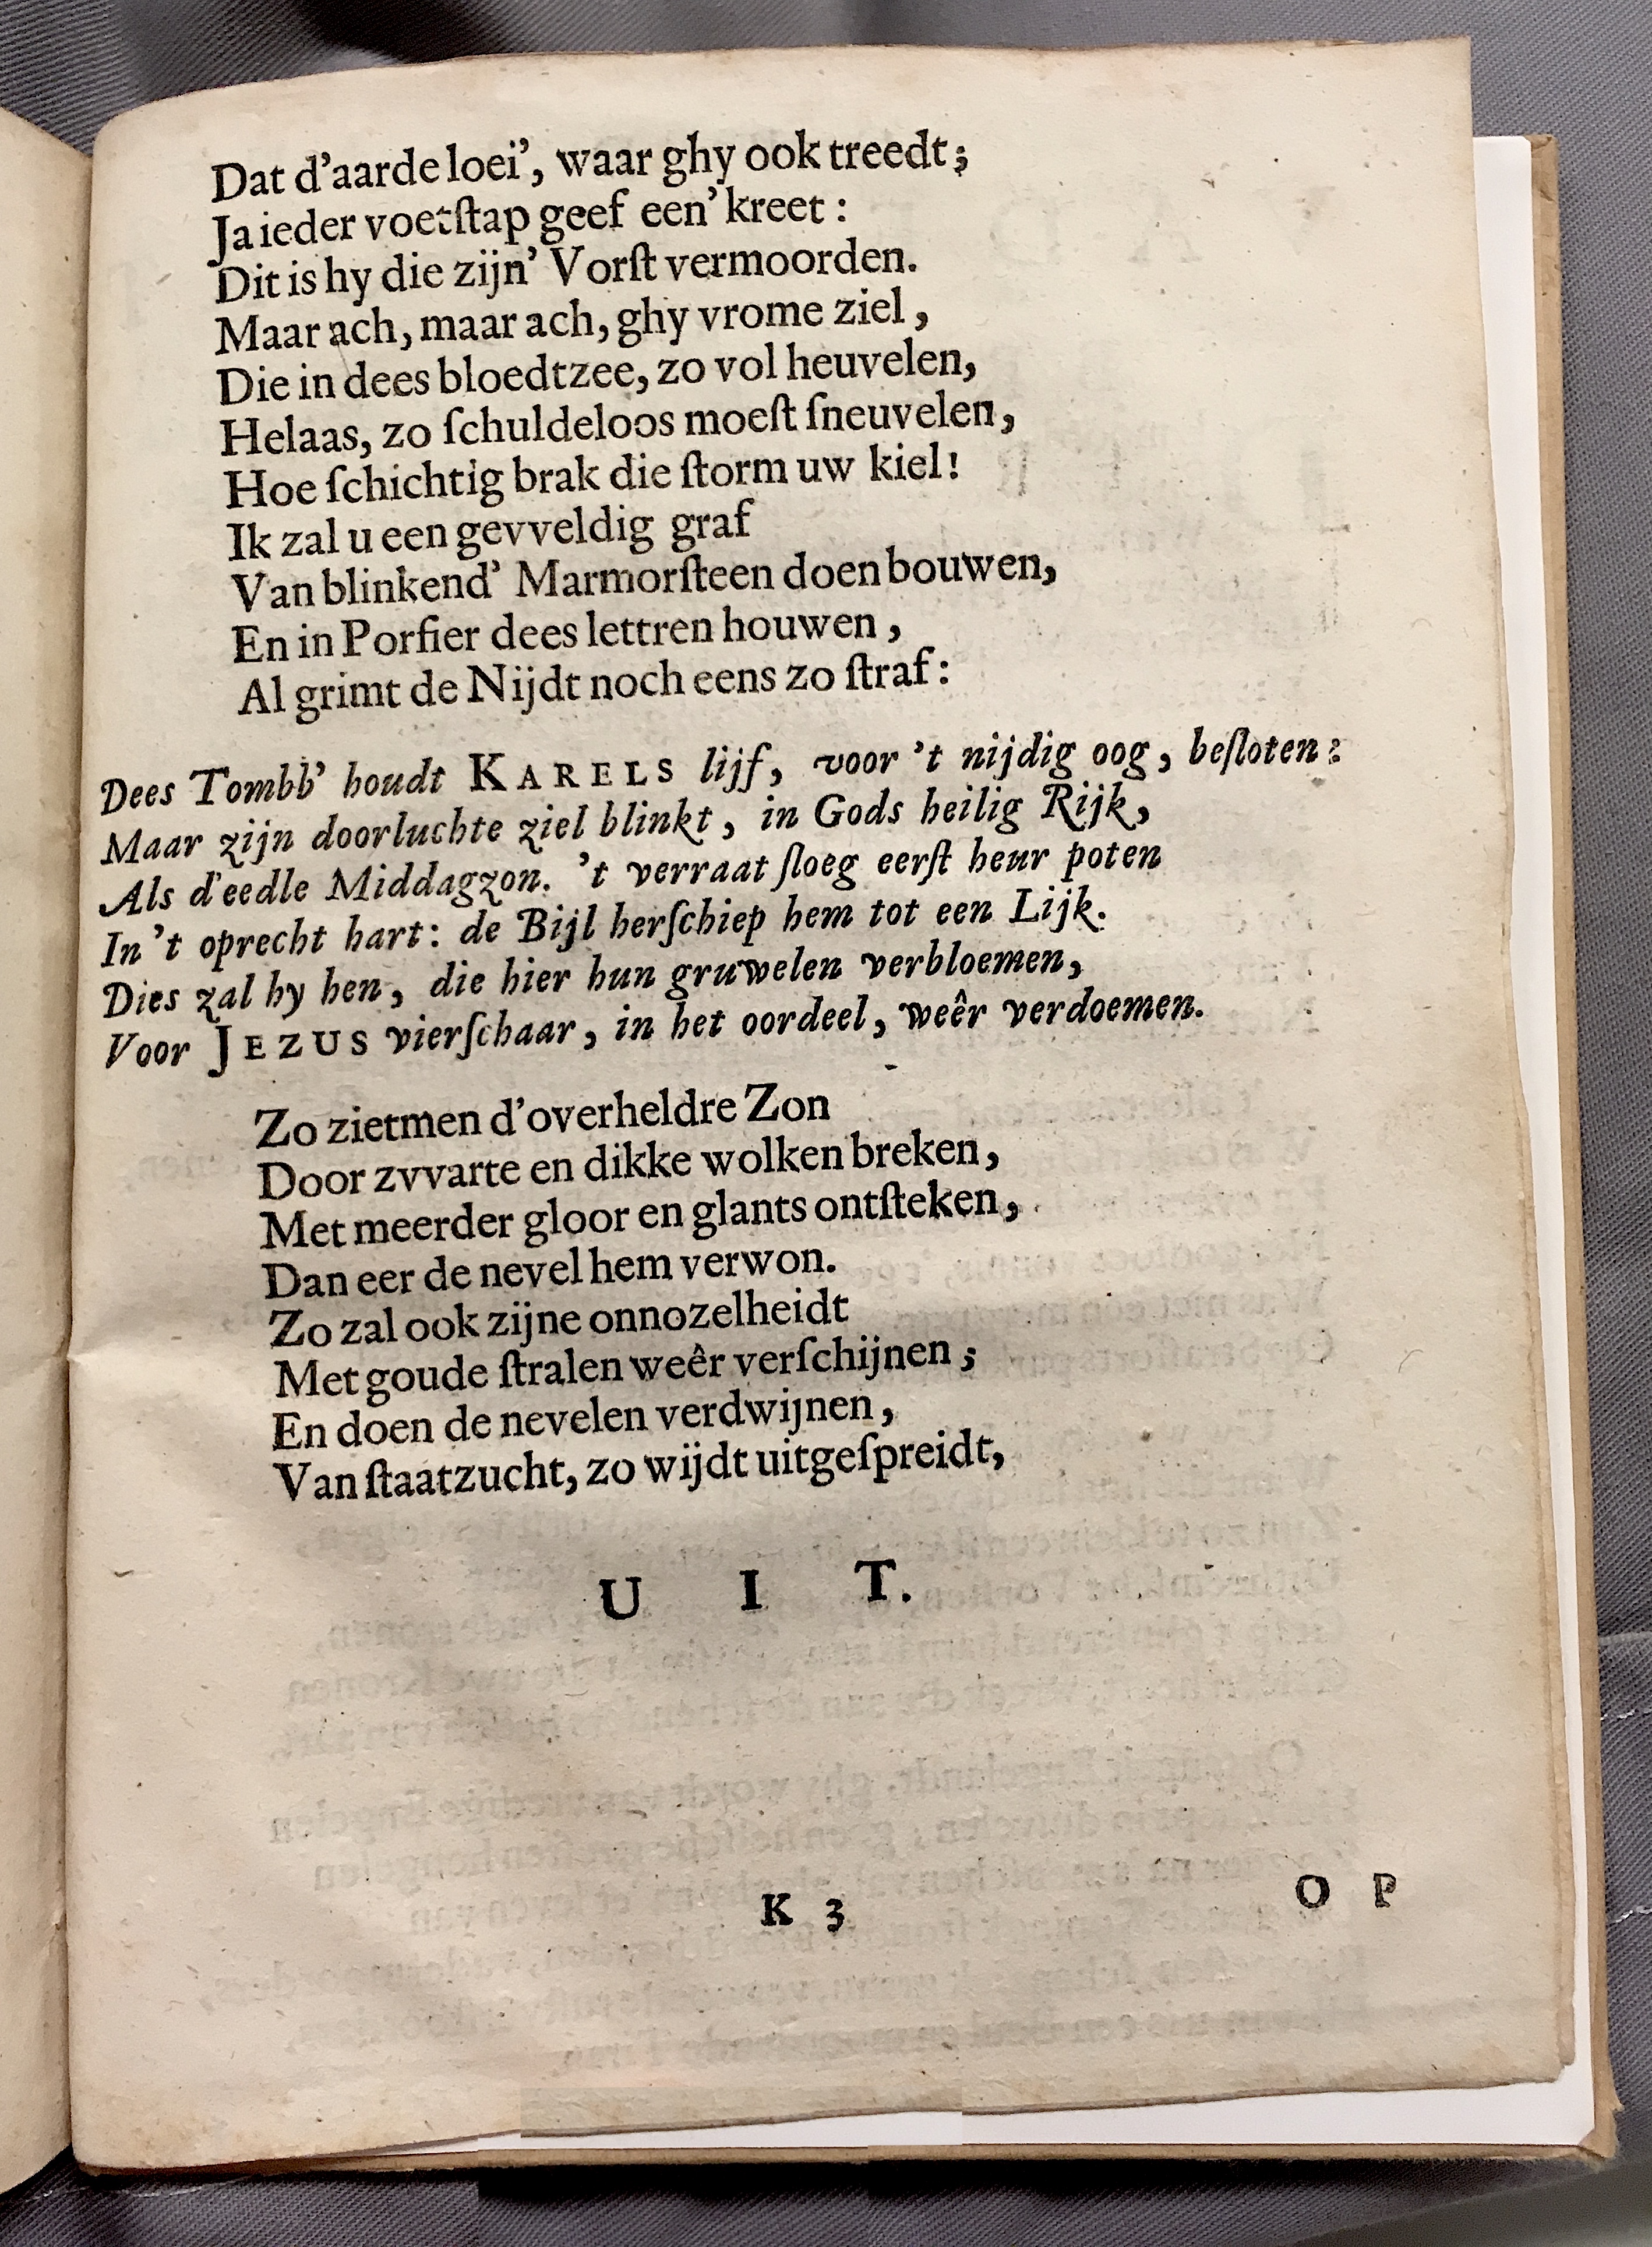 Dat d'aarde loei', waar ghy ook treedt;
Ja ieder voetſtap geef een' kreet:
Dit is hy die zijn' Vorſt vermoorden.
Maar ach, maar ach, ghy vrome ziel,
Die in dees bloedtzee, zo vol heuvelen,
Helaas, zo ſchuldeloos moeſt ſneuvelen,
Hoe ſchichtig brak die ſtorm uw kiel!
Ik zal u een gevveldig graf
Van blinkend' Marmorſteen doen bouwen,
En in Porfier dees lettren houwen,
Al grimt de Nijdt noch eens zo ſtraf:
Dees Tombb' houdt KARELS lijf, voor 't nijdig oog, beſloten:
Maar zijn doorluchte ziel blinkt, in Gods heilig Rijk,
Als d'eedle Middagzon. 't verraat ſloeg eerſt heur poten
In 't oprecht hart: de Bijl herſchiep hem tot een Lijk.
Dies zal hy hen, die hier hun gruwelen verbloemen,
Voor JEZUS vierſchaar, in het oordeel, weêr verdoemen.
Zo zietmen d'overheldre Zon
Door zvvarte en dikke wolken breken,
Met meerder gloor en glants ontſteken,
Dan eer de nevel hem verwon.
Zo zal ook zijne onnozelheidt
Met goude ſtralen weêr verſchijnen;
En doen de nevelen verdwijnen,
Van ſtaatzucht, zo wijdt uitgeſpreidt,
U I T.
K 3
O P